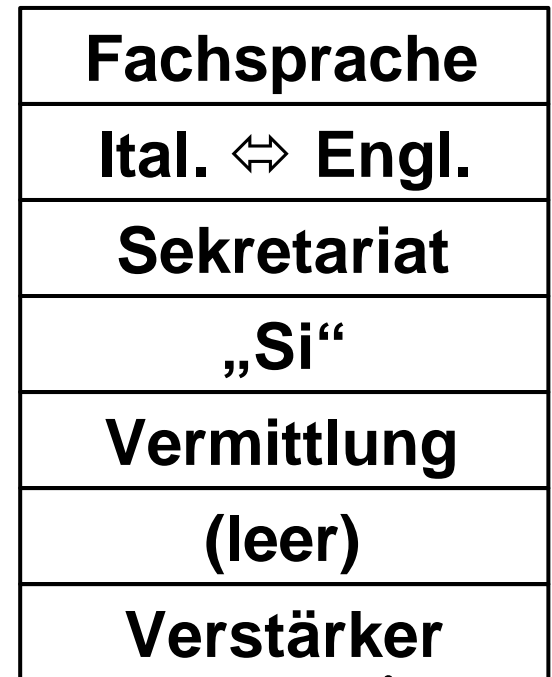 Fachsprache
Ital. ⇔ Engl.
Sekretariat
„Si“
Vermittlung
(leer)
Verstärker